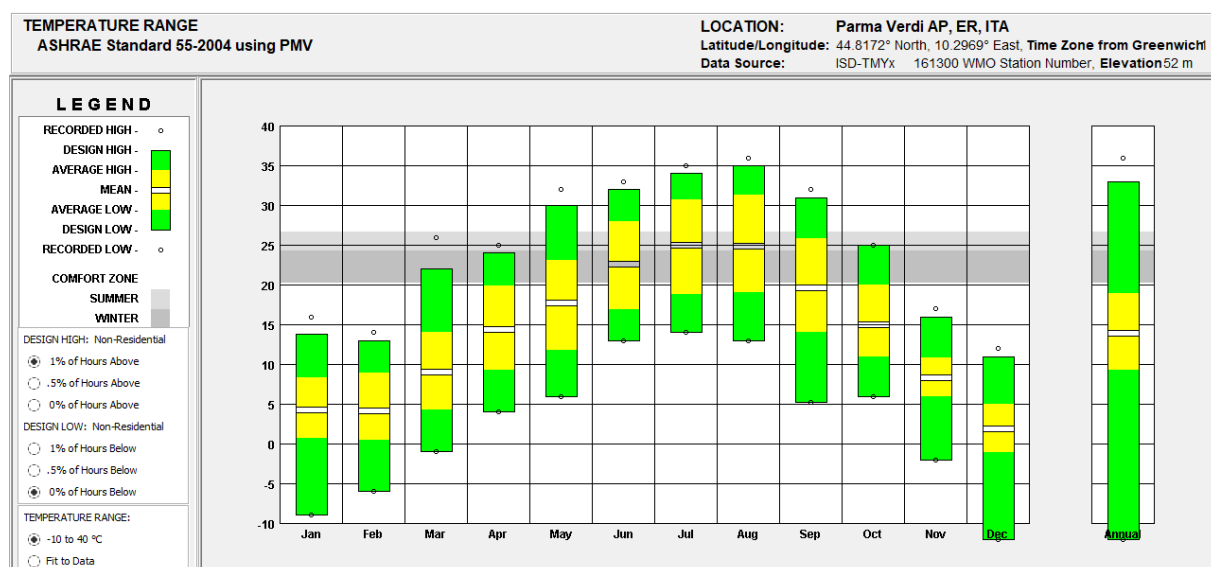 TEMPERATURE RANGE
ASHRAE Standard 55-2004 using PMV
LOCATION: Parma Verdi AP, ER, ITA
Latitude/Longitude: 44.8172° North, 10.2969° East, Time Zone from Greenwich
Data Source: ISD-TMYx 161300 WMO Station Number, Elevation 52 m
LEGEND
RECORDED HIGH -
DESIGN HIGH -
AVERAGE HIGH -
MEAN -
AVERAGE LOW -
DESIGN LOW -
RECORDED LOW -
COMFORT ZONE
SUMMER
WINTER
DESIGN HIGH: Non-Residential
1% of Hours Above
.5% of Hours Above
0% of Hours Above
DESIGN LOW: Non-Residential
1% of Hours Below
.5% of Hours Below
0% of Hours Below
TEMPERATURE RANGE:
-10 to 40 °C
Fit to Data
40
35
30
25
20
15
10
5
0
-5
-10
Jan Feb Mar Apr May Jun Jul Aug Sep Oct Nov Dec Annual